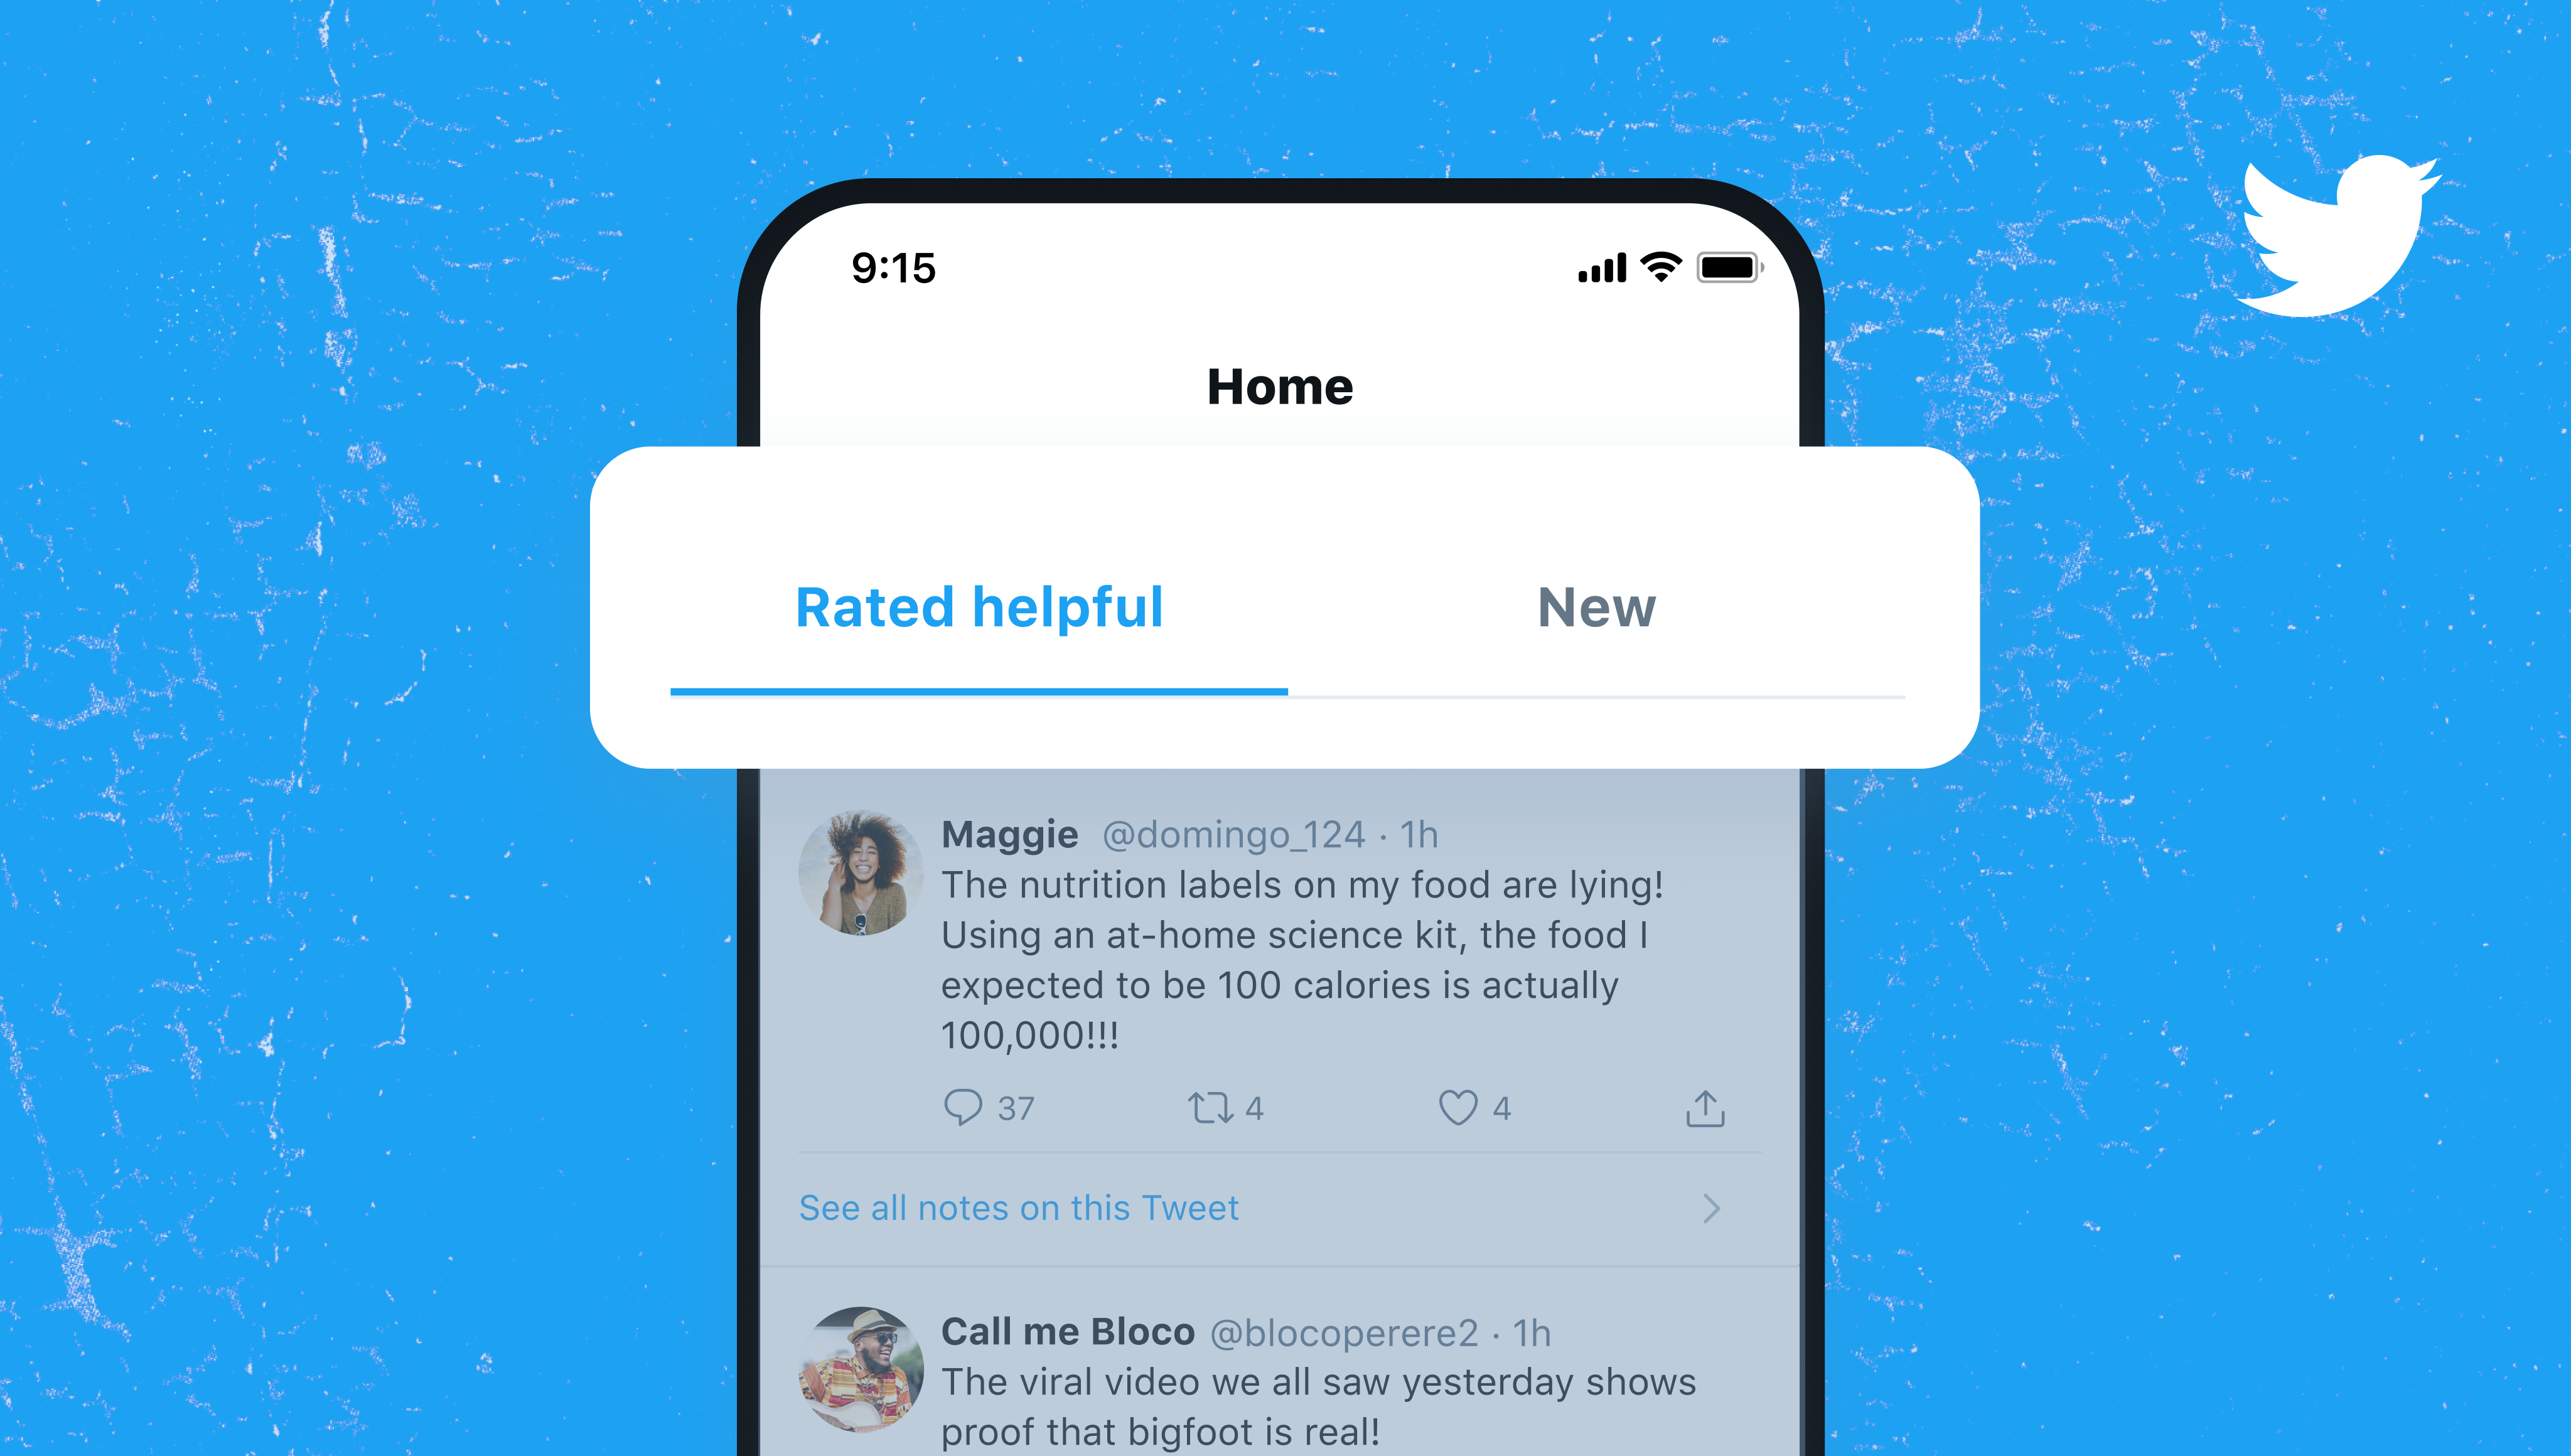 9:15
Home
Rated helpful
New
Maggie @domingo_124 · 1h
The nutrition labels on my food are lying!
Using an at-home science kit, the food I
expected to be 100 calories is actually
100,000!!!
37 4 4
See all notes on this Tweet
Call me Bloco @blocoperere2 · 1h
The viral video we all saw yesterday shows
proof that bigfoot is real!